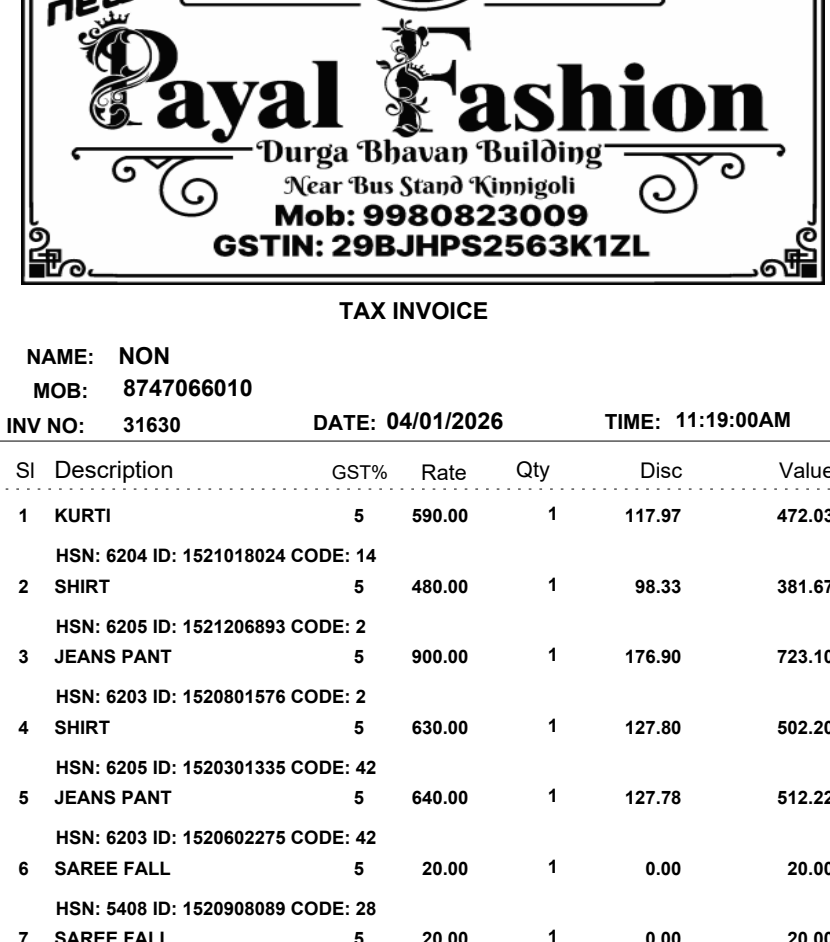 Payal Fashion
Durga Bhavan Building
Near Bus Stand Kinnigoli
Mob: 9980823009
GSTIN: 29BJHPS2563K1ZL
TAX INVOICE
NAME: NON
MOB: 8747066010
INV NO: 31630 DATE: 04/01/2026 TIME: 11:19:00AM
Sl Description GST% Rate Qty Disc Value
1 KURTI 5 590.00 1 117.97 472.03
HSN: 6204 ID: 1521018024 CODE: 14
2 SHIRT 5 480.00 1 98.33 381.67
HSN: 6205 ID: 1521206893 CODE: 2
3 JEANS PANT 5 900.00 1 176.90 723.10
HSN: 6203 ID: 1520801576 CODE: 2
4 SHIRT 5 630.00 1 127.80 502.20
HSN: 6205 ID: 1520301335 CODE: 42
5 JEANS PANT 5 640.00 1 127.78 512.22
HSN: 6203 ID: 1520602275 CODE: 42
6 SAREE FALL 5 20.00 1 0.00 20.00
HSN: 5408 ID: 1520908089 CODE: 28
7 SAREE FALL 5 20.00 1 0.00 20.00